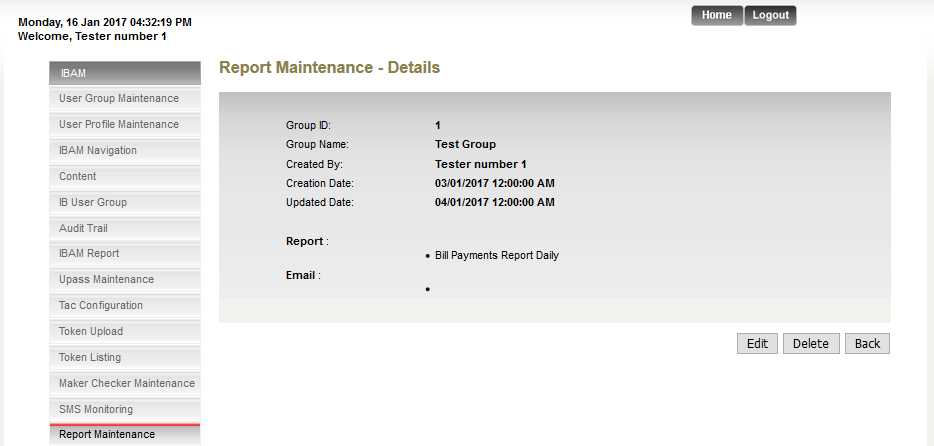 Monday, 16 Jan 2017 04:32:19 PM
Welcome, Tester number 1
Home
Logout
IBAM
User Group Maintenance
User Profile Maintenance
IBAM Navigation
Content
IB User Group
Audit Trail
IBAM Report
Upass Maintenance
Tac Configuration
Token Upload
Token Listing
Maker Checker Maintenance
SMS Monitoring
Report Maintenance
Report Maintenance - Details
Group ID: 1
Group Name: Test Group
Created By: Tester number 1
Creation Date: 03/01/2017 12:00:00 AM
Updated Date: 04/01/2017 12:00:00 AM
Report :
• Bill Payments Report Daily
Email :
•
Edit
Delete
Back